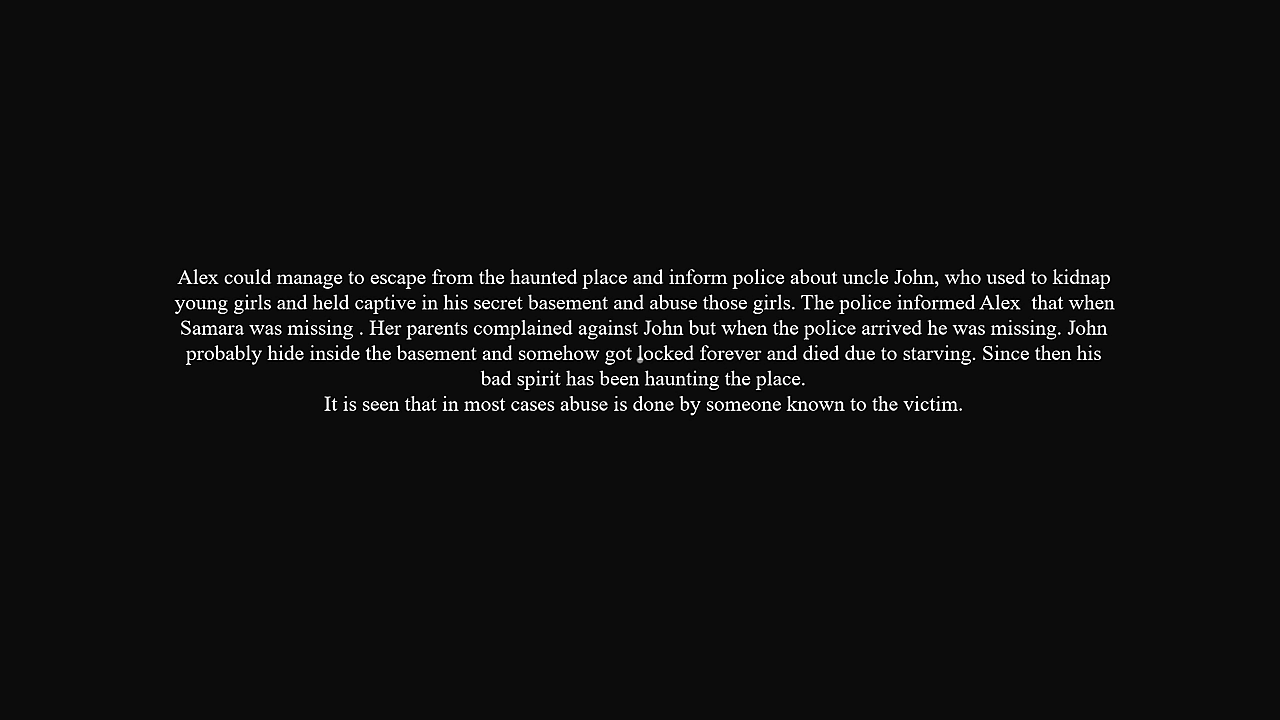 Alex could manage to escape from the haunted place and inform police about uncle John, who used to kidnap
young girls and held captive in his secret basement and abuse those girls. The police informed Alex  that when
Samara was missing . Her parents complained against John but when the police arrived he was missing. John
probably hide inside the basement and somehow got locked forever and died due to starving. Since then his
bad spirit has been haunting the place.
It is seen that in most cases abuse is done by someone known to the victim.